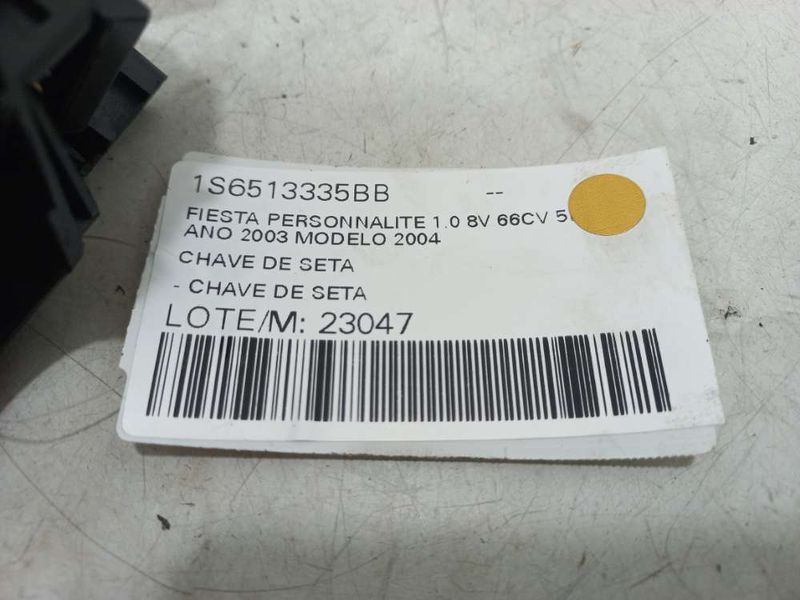 1S6513335BB --
FIESTA PERSONNALITE 1.0 8V 66CV
ANO 2003 MODELO 2004
CHAVE DE SETA
- CHAVE DE SETA
LOTE/M: 23047